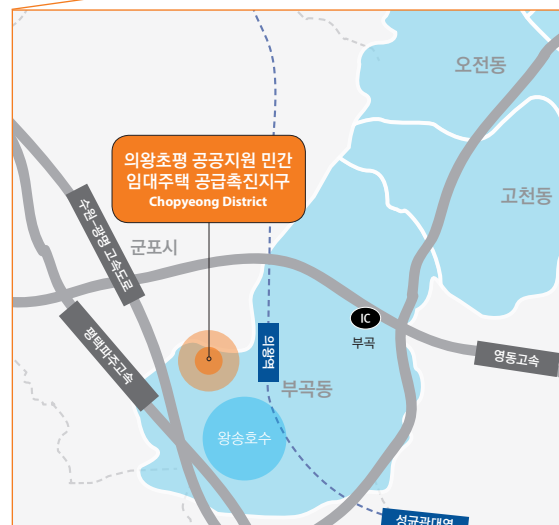 오전동
의왕초평 공공지원 민간
임대주택 공급촉진지구
Chopyeong District
고천동
수원-광명 고속도로
군포시
IC
부곡
평택파주고속
의왕역
영동고속
부곡동
왕송호수
성균관대역